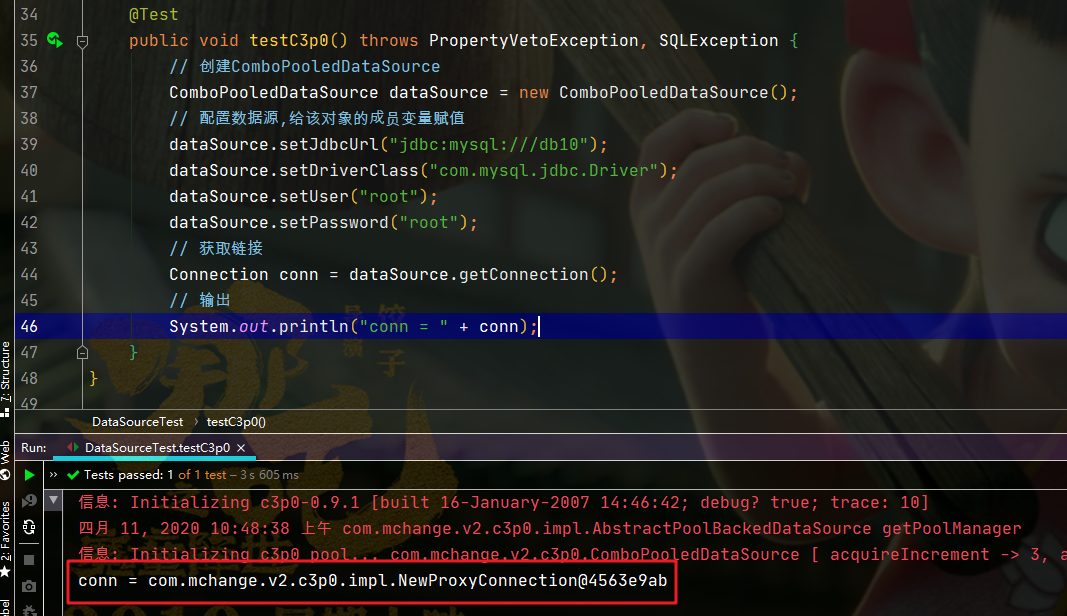 34 @Test
35 public void testC3p0() throws PropertyVetoException, SQLException {
36 // 创建ComboPooledDataSource
37 ComboPooledDataSource dataSource = new ComboPooledDataSource();
38 // 配置数据源,给该对象的成员变量赋值
39 dataSource.setJdbcUrl("jdbc:mysql:///db10");
40 dataSource.setDriverClass("com.mysql.jdbc.Driver");
41 dataSource.setUser("root");
42 dataSource.setPassword("root");
43 // 获取链接
44 Connection conn = dataSource.getConnection();
45 // 输出
46 System.out.println("conn = " + conn);
47 }
48 }
49
7: Structure
Web
2: Favorites
DataSourceTest › testC3p0()
Run: DataSourceTest.testC3p0 ×
» Tests passed: 1 of 1 test – 3 s 605 ms
信息: Initializing c3p0-0.9.1 [built 16-January-2007 14:46:42; debug? true; trace: 10]
四月 11, 2020 10:48:38 上午 com.mchange.v2.c3p0.impl.AbstractPoolBackedDataSource getPoolManager
信息: Initializing c3p0 pool... com.mchange.v2.c3p0.ComboPooledDataSource [ acquireIncrement -> 3, a
conn = com.mchange.v2.c3p0.impl.NewProxyConnection@4563e9ab